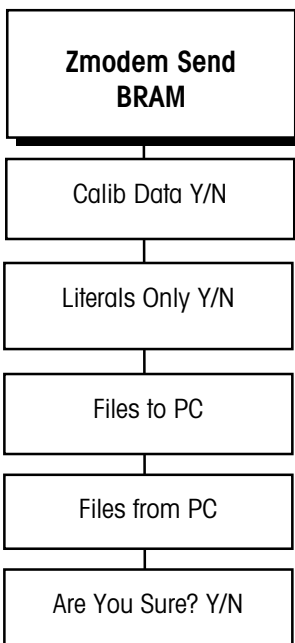 Zmodem Send
BRAM
Calib Data Y/N
Literals Only Y/N
Files to PC
Files from PC
Are You Sure? Y/N